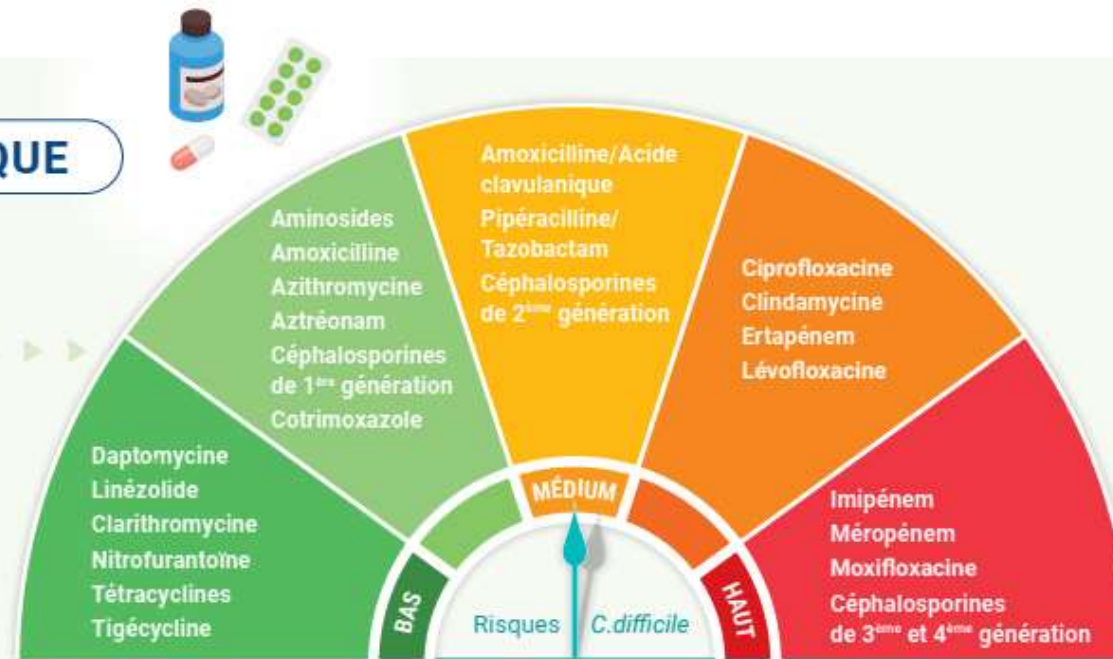 QUE
Daptomycine
Linézolide
Clarithromycine
Nitrofurantoïne
Tétracyclines
Tigécycline
Aminosides
Amoxicilline
Azithromycine
Aztréonam
Céphalosporines
de 1ère génération
Cotrimoxazole
Amoxicilline/Acide
clavulanique
Pipéracilline/
Tazobactam
Céphalosporines
de 2ème génération
Ciprofloxacine
Clindamycine
Ertapénem
Lévofloxacine
Imipénem
Méropénem
Moxifloxacine
Céphalosporines
de 3ème et 4ème génération
BAS
MÉDIUM
HAUT
Risques C.difficile